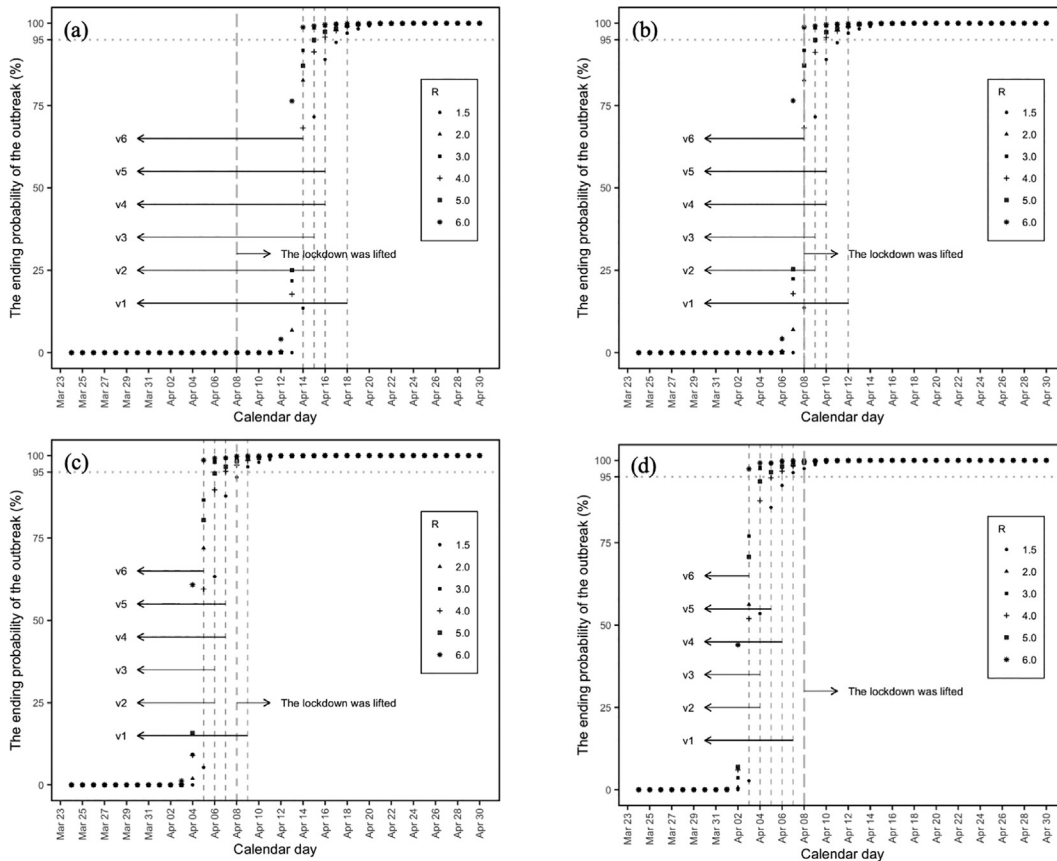 (a)
The ending probability of the outbreak (%)
100
95
75
50
25
0
v6
v5
v4
v3
v2
v1
The lockdown was lifted
R
1.5
2.0
3.0
4.0
5.0
6.0
Mar 23
Mar 25
Mar 27
Mar 29
Mar 31
Apr 02
Apr 04
Apr 06
Apr 08
Apr 10
Apr 12
Apr 14
Apr 16
Apr 18
Apr 20
Apr 22
Apr 24
Apr 26
Apr 28
Apr 30
Calendar day
(b)
The ending probability of the outbreak (%)
100
95
75
50
25
0
v6
v5
v4
v3
v2
v1
The lockdown was lifted
R
1.5
2.0
3.0
4.0
5.0
6.0
Mar 23
Mar 25
Mar 27
Mar 29
Mar 31
Apr 02
Apr 04
Apr 06
Apr 08
Apr 10
Apr 12
Apr 14
Apr 16
Apr 18
Apr 20
Apr 22
Apr 24
Apr 26
Apr 28
Apr 30
Calendar day
(c)
The ending probability of the outbreak (%)
100
95
75
50
25
0
v6
v5
v4
v3
v2
v1
The lockdown was lifted
R
1.5
2.0
3.0
4.0
5.0
6.0
Mar 23
Mar 25
Mar 27
Mar 29
Mar 31
Apr 02
Apr 04
Apr 06
Apr 08
Apr 10
Apr 12
Apr 14
Apr 16
Apr 18
Apr 20
Apr 22
Apr 24
Apr 26
Apr 28
Apr 30
Calendar day
(d)
The ending probability of the outbreak (%)
100
95
75
50
25
0
v6
v5
v4
v3
v2
v1
The lockdown was lifted
R
1.5
2.0
3.0
4.0
5.0
6.0
Mar 23
Mar 25
Mar 27
Mar 29
Mar 31
Apr 02
Apr 04
Apr 06
Apr 08
Apr 10
Apr 12
Apr 14
Apr 16
Apr 18
Apr 20
Apr 22
Apr 24
Apr 26
Apr 28
Apr 30
Calendar day